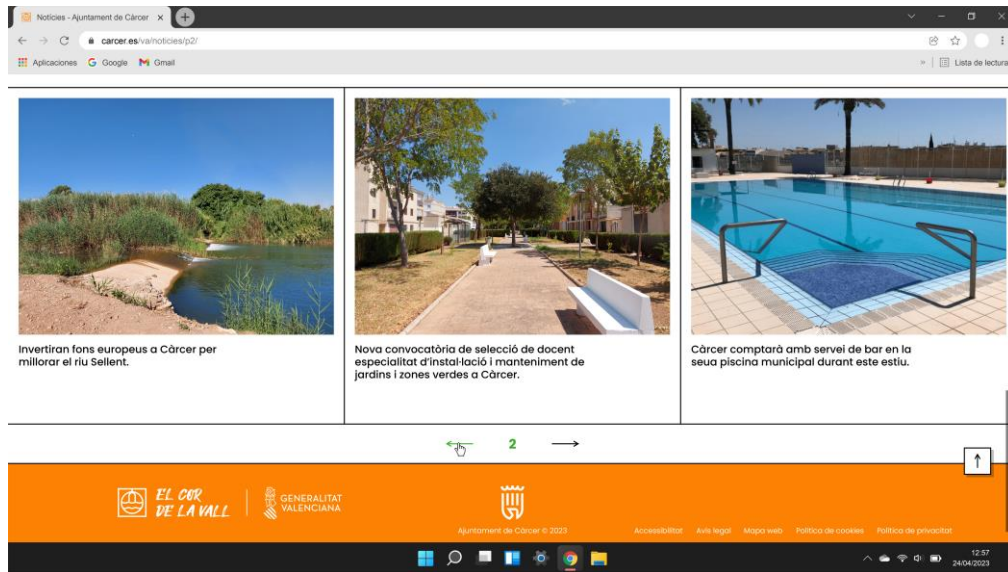 Notícies - Ajuntament de Càrcer
carcer.es/va/noticies/p2/
Aplicaciones
Google
Gmail
Lista de lectura
Invertiran fons europeus a Càrcer per
millorar el riu Sellent.
Nova convocatòria de selecció de docent
especialitat d'instal·lació i manteniment de
jardins i zones verdes a Càrcer.
Càrcer comptarà amb servei de bar en la
seua piscina municipal durant este estiu.
2
EL COR
DE LA VALL
GENERALITAT
VALENCIANA
Ajuntament de Càrcer © 2023
Accessibilitat
Avís legal
Mapa web
Política de cookies
Política de privacitat
12:57
24/04/2023